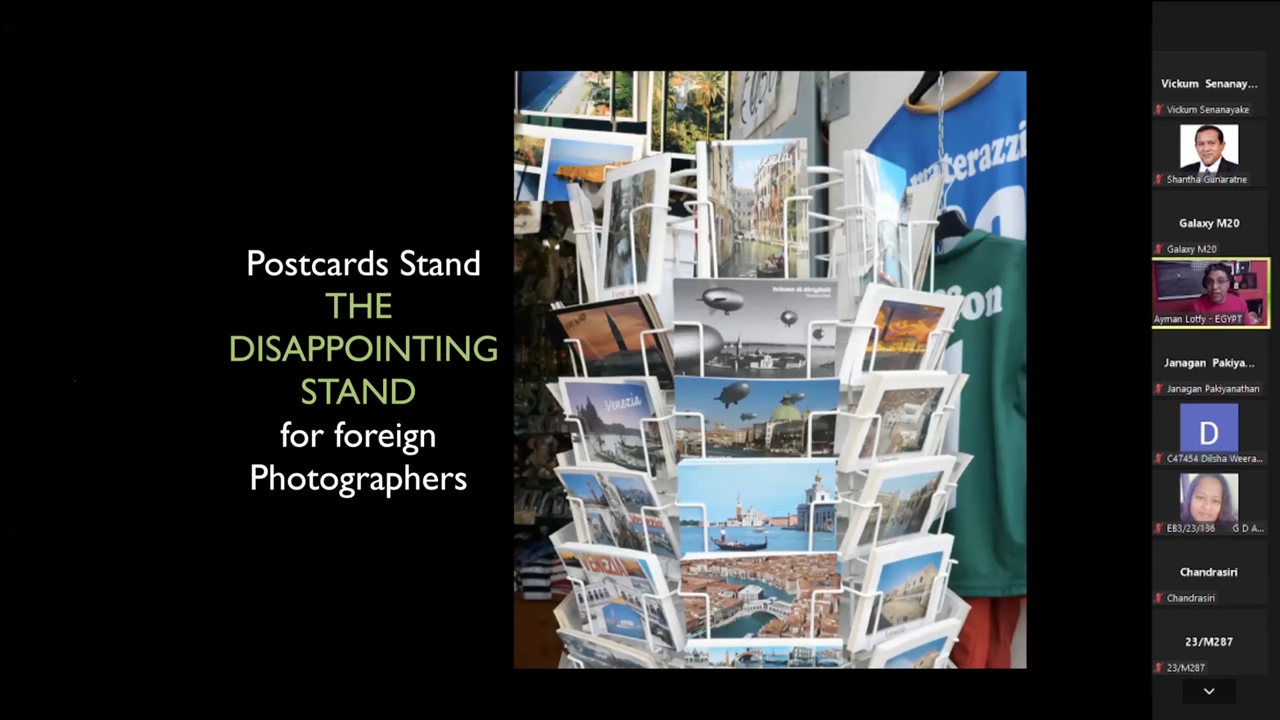 Postcards Stand
THE
DISAPPOINTING
STAND
for foreign
Photographers
Venezia
materazzi
Venezia
Vickum Senanay...
Vickum Senanayake
Shantha Gunaratne
Galaxy M20
Galaxy M20
Ayman Lotfy - EGYPT
Janagan Pakiya...
Janagan Pakiyanathan
D
C47454 Dilsha Weera...
EB3/23/136 G D A...
Chandrasiri
Chandrasiri
23/M287
23/M287